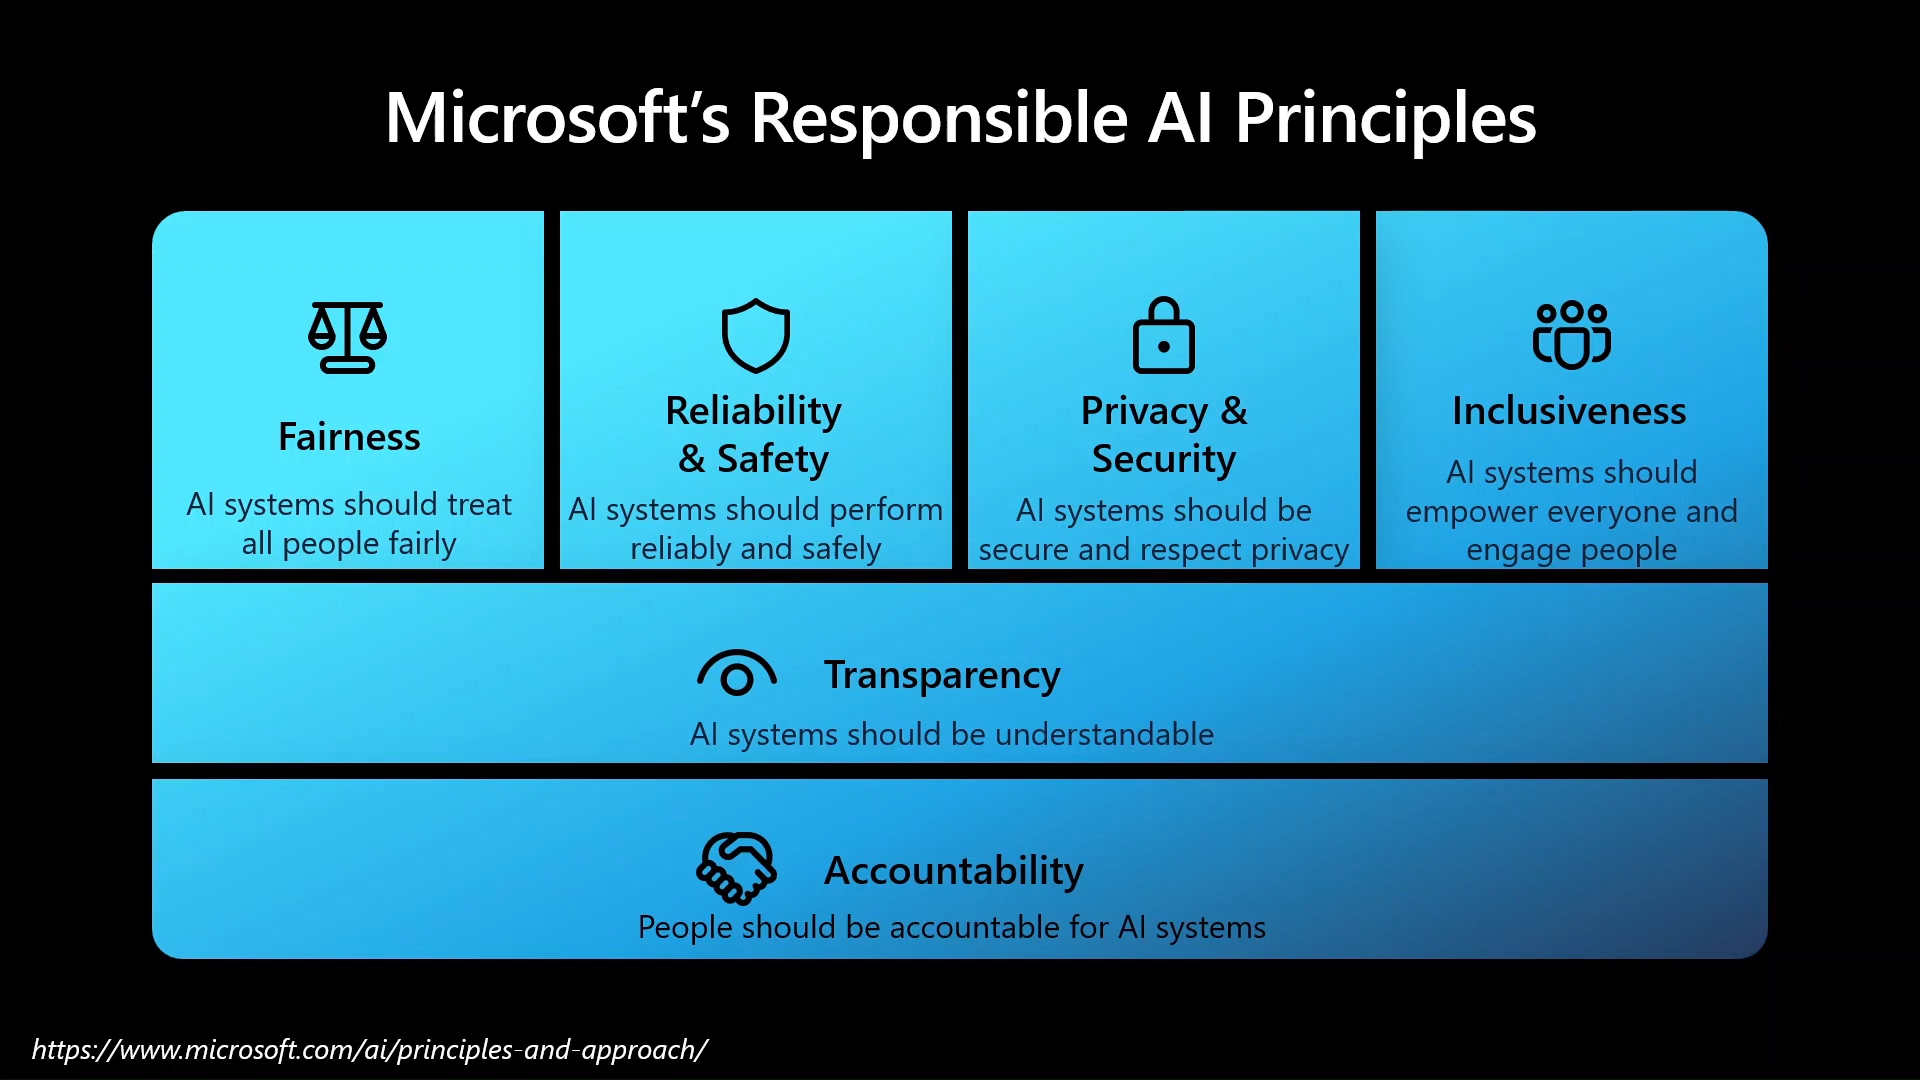 Microsoft’s Responsible AI Principles
Fairness
AI systems should treat
all people fairly
Reliability
& Safety
AI systems should perform
reliably and safely
Privacy &
Security
AI systems should be
secure and respect privacy
Inclusiveness
AI systems should
empower everyone and
engage people
Transparency
AI systems should be understandable
Accountability
People should be accountable for AI systems
https://www.microsoft.com/ai/principles-and-approach/